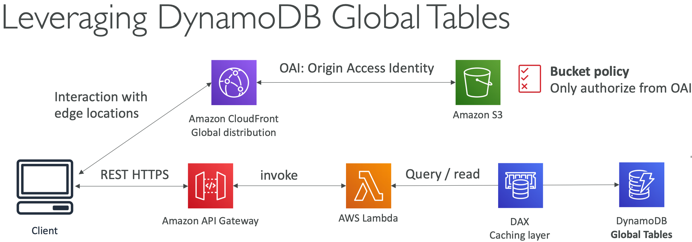 Leveraging DynamoDB Global Tables
OAI: Origin Access Identity
Bucket policy
Only authorize from OAI
Interaction with
edge locations
Amazon CloudFront
Global distribution
Amazon S3
REST HTTPS
invoke
Query / read
Client
Amazon API Gateway
AWS Lambda
DAX
Caching layer
DynamoDB
Global Tables